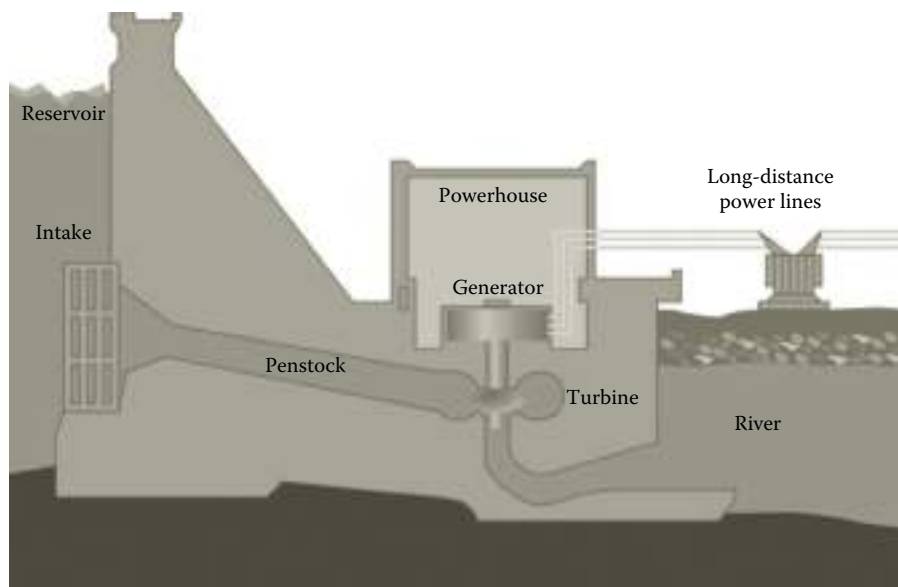 Reservoir
Powerhouse
Long-distance
power lines
Intake
Generator
Penstock
Turbine
River